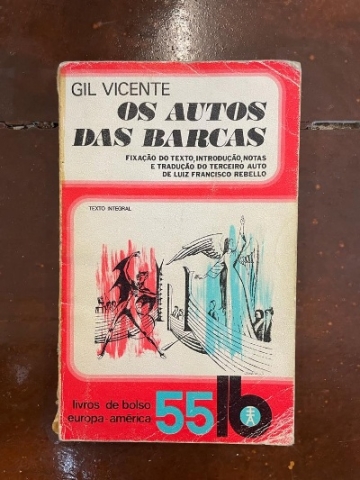 GIL VICENTE
OS AUTOS
DAS BARCAS
FIXAÇÃO DO TEXTO, INTRODUÇÃO, NOTAS
E TRADUÇÃO DO TERCEIRO AUTO
DE LUIZ FRANCISCO REBELLO
TEXTO INTEGRAL
livros de bolso
europa-américa
55 lb